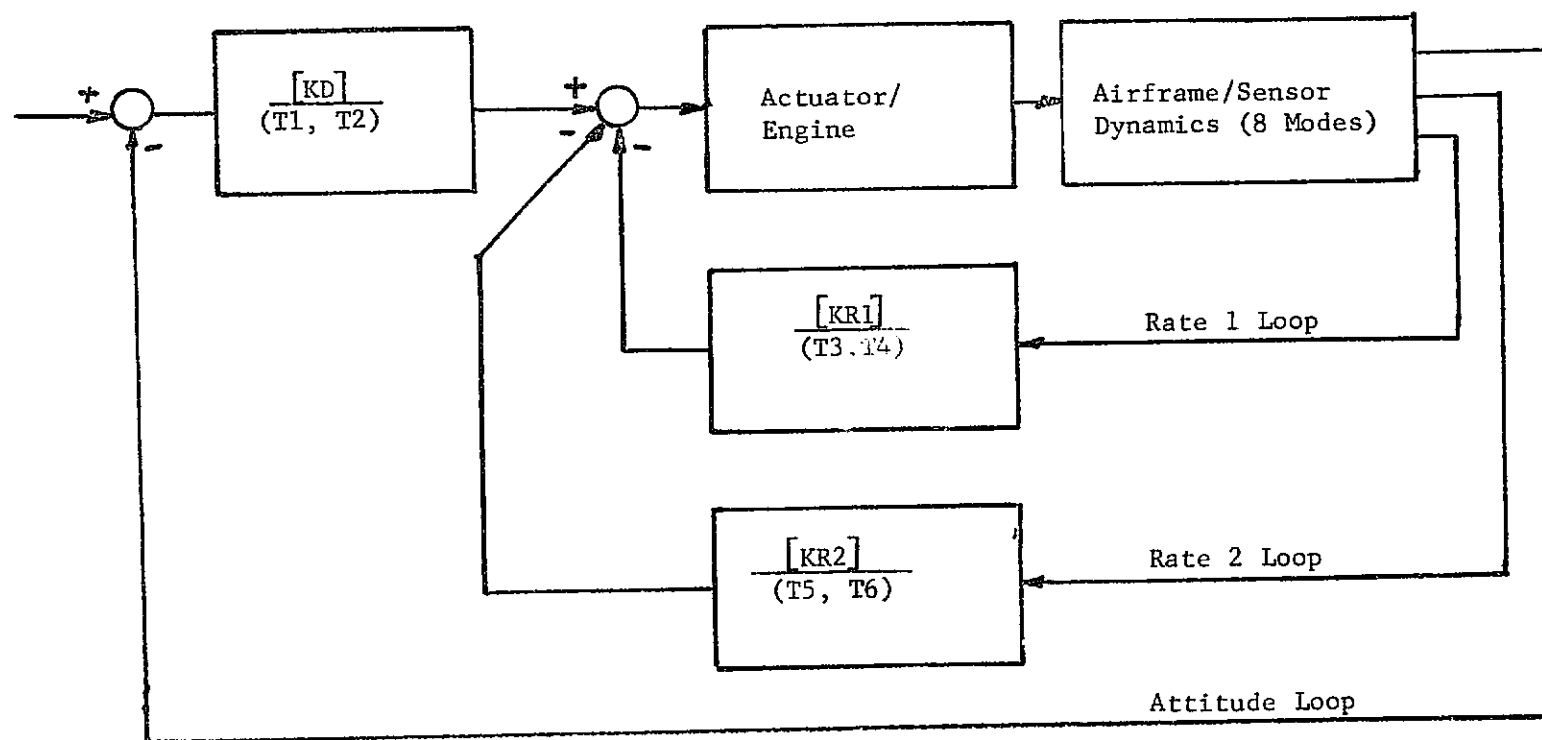 [KD]
(T1, T2)
+
-
+
-
-
Actuator/
Engine
Airframe/Sensor
Dynamics (8 Modes)
[KR1]
(T3.T4)
Rate 1 Loop
[KR2]
(T5, T6)
Rate 2 Loop
Attitude Loop